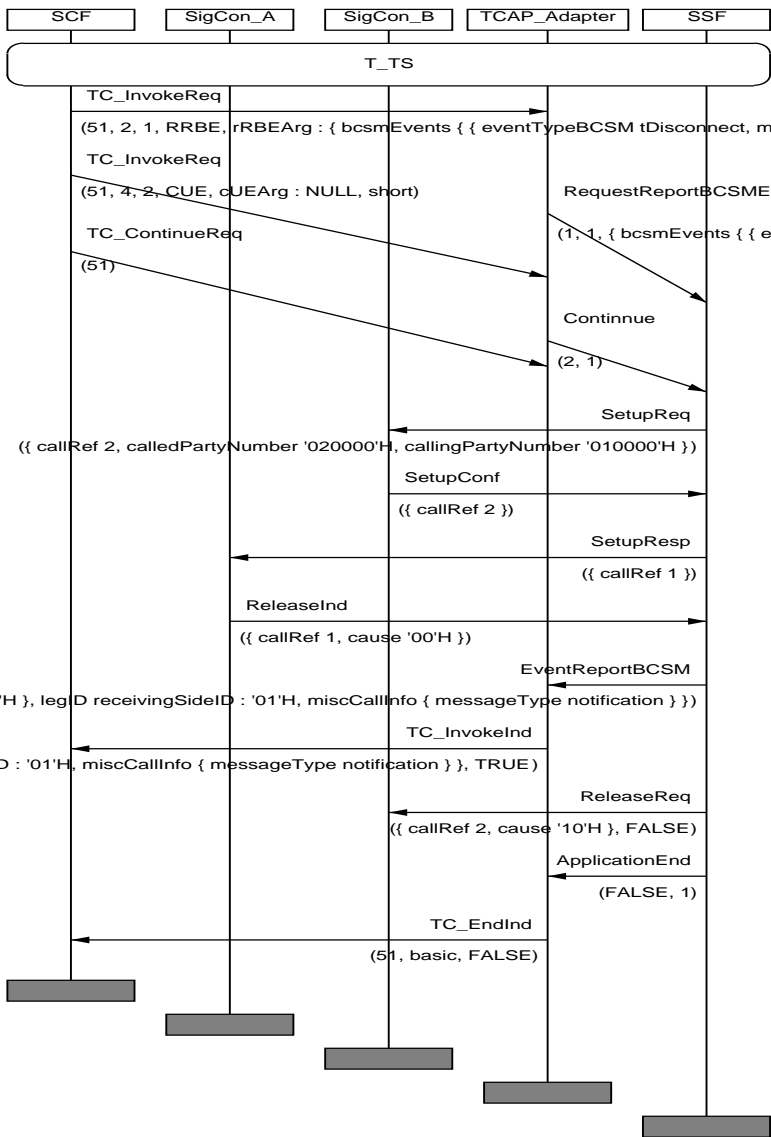 SCF SigCon_A SigCon_B TCAP_Adapter SSF
T_TS
TC_InvokeReq
(51, 2, 1, RRBE, rRBEArg : { bcsmEvents { { eventTypeBCSM tDisconnect, m
TC_InvokeReq
(51, 4, 2, CUE, cUEArg : NULL, short)
RequestReportBCSME
(1, 1, { bcsmEvents { { e
TC_ContinueReq
(51)
Continnue
(2, 1)
SetupReq
({ callRef 2, calledPartyNumber '020000'H, callingPartyNumber '010000'H })
SetupConf
({ callRef 2 })
SetupResp
({ callRef 1 })
ReleaseInd
({ callRef 1, cause '00'H })
EventReportBCSM
'H }, legID receivingSideID : '01'H, miscCallInfo { messageType notification } })
TC_InvokeInd
D : '01'H, miscCallInfo { messageType notification } }, TRUE)
ReleaseReq
({ callRef 2, cause '10'H }, FALSE)
ApplicationEnd
(FALSE, 1)
TC_EndInd
(51, basic, FALSE)